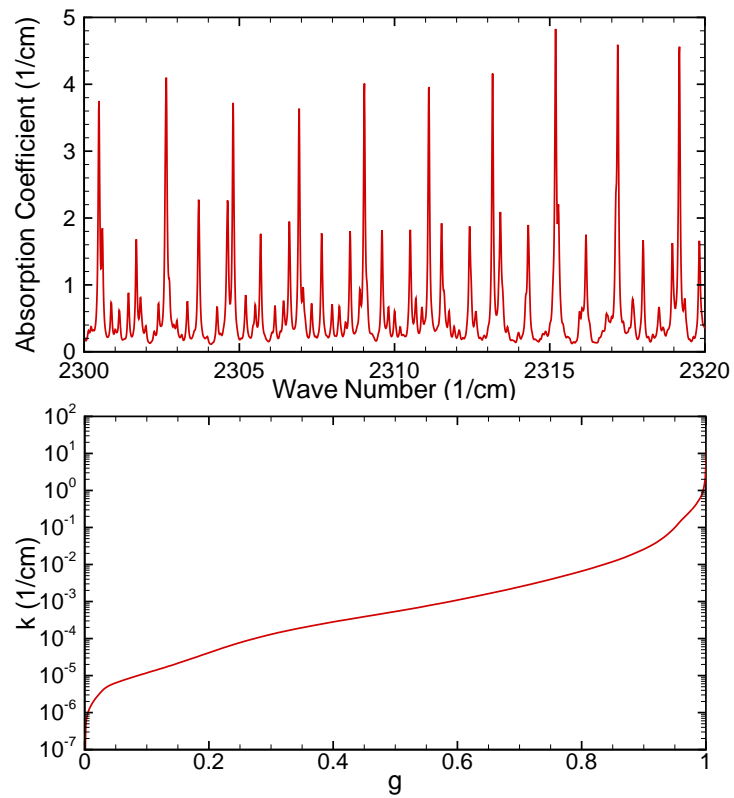 Absorption Coefficient (1/cm)
5
4
3
2
1
0
2300 2305 2310 2315 2320
Wave Number (1/cm)
k (1/cm)
10^2
10^1
10^0
10^-1
10^-2
10^-3
10^-4
10^-5
10^-6
10^-7
0 0.2 0.4 0.6 0.8 1
g